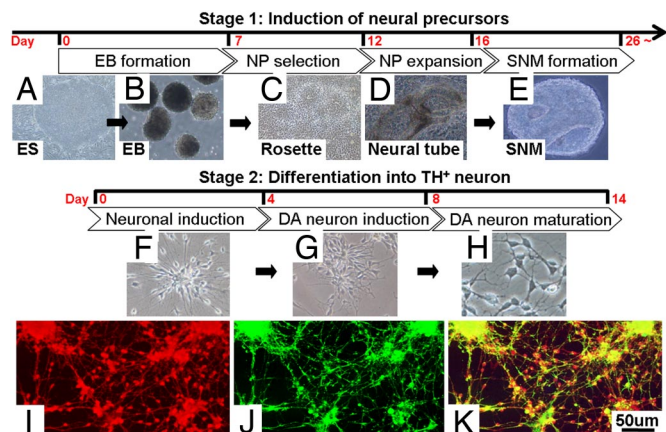 Stage 1: Induction of neural precursors
Day 0 7 12 16 26 ~
EB formation NP selection NP expansion SNM formation
A B C D E
ES EB Rosette Neural tube SNM
Stage 2: Differentiation into TH⁺ neuron
Day 0 4 8 14
Neuronal induction DA neuron induction DA neuron maturation
F G H
I J K
50um